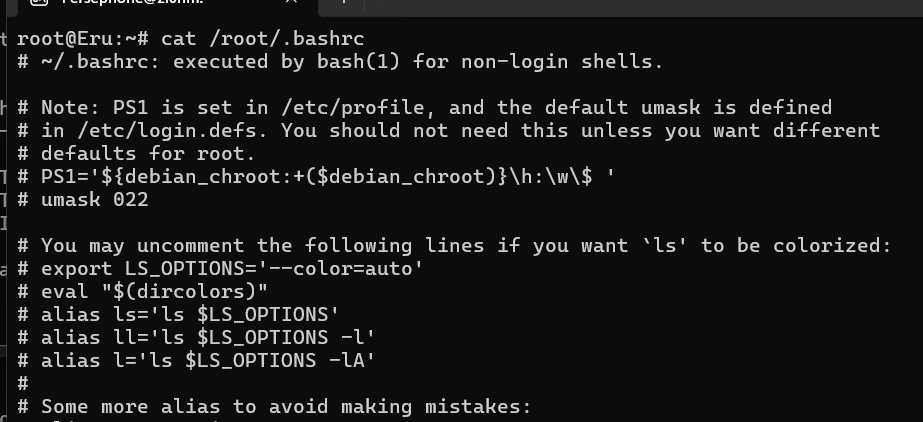 root@Eru:~# cat /root/.bashrc
# ~/.bashrc: executed by bash(1) for non-login shells.
# Note: PS1 is set in /etc/profile, and the default umask is defined
# in /etc/login.defs. You should not need this unless you want different
# defaults for root.
# PS1='${debian_chroot:+($debian_chroot)}\h:\w\$ '
# umask 022
# You may uncomment the following lines if you want `ls' to be colorized:
# export LS_OPTIONS='--color=auto'
# eval "$(dircolors)"
# alias ls='ls $LS_OPTIONS'
# alias ll='ls $LS_OPTIONS -l'
# alias l='ls $LS_OPTIONS -lA'
#
# Some more alias to avoid making mistakes: